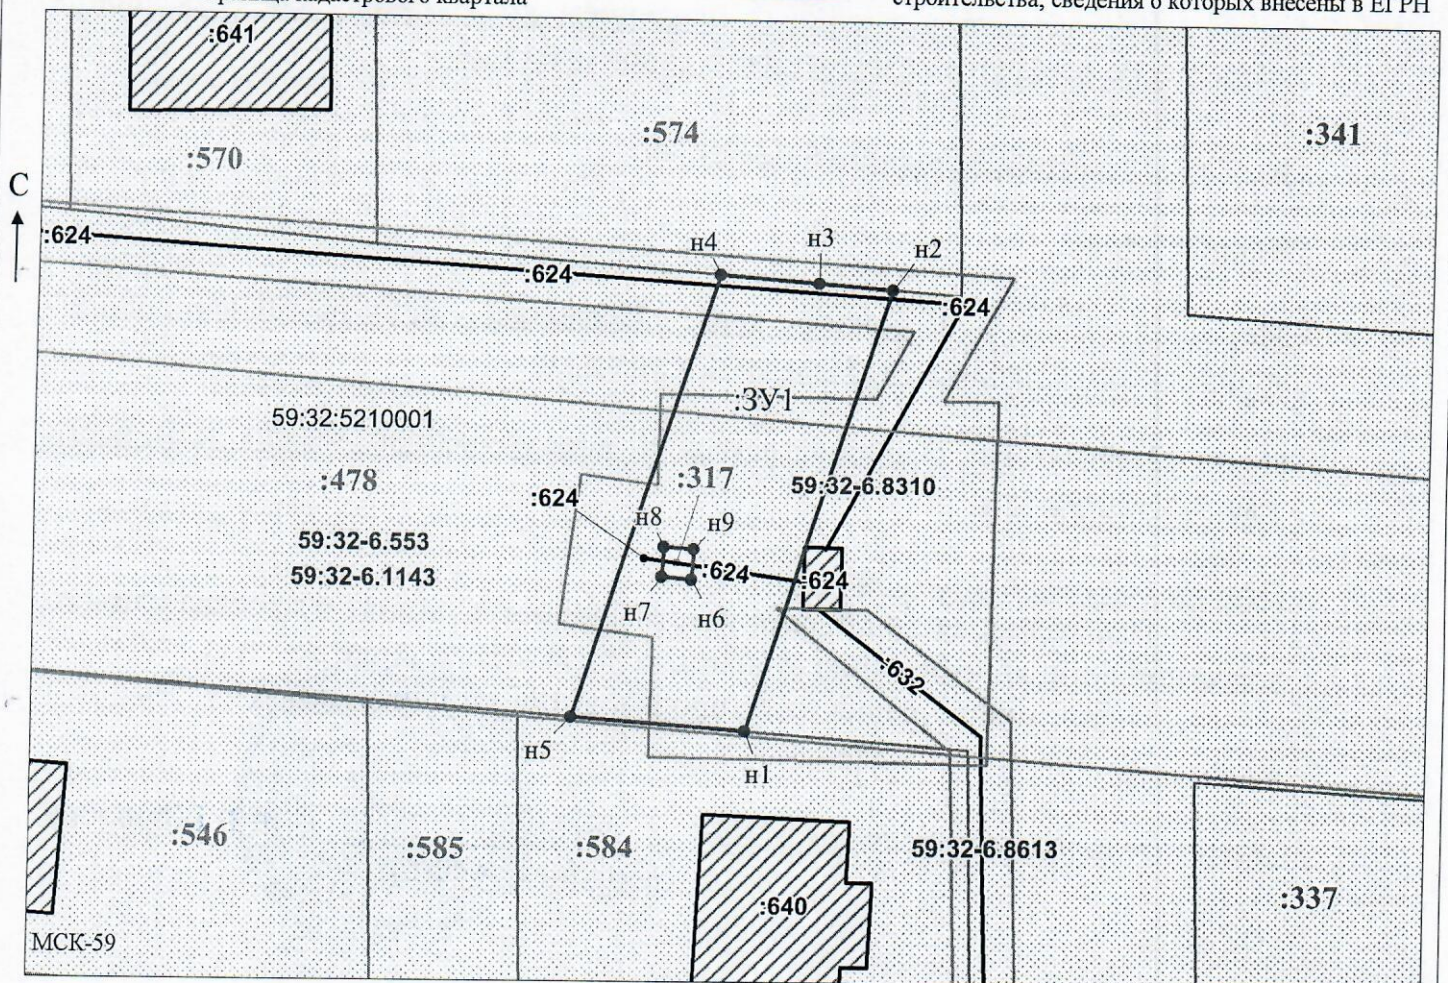 строительства, сведения о которых внесены в ЕГРН
кадастрового квартала
:641
:574
:341
:570
С
:624
н4
н3
н2
:624
:624
:ЗУ1
59:32:5210001
:478
:317
59:32-6.8310
:624
н8
н9
59:32-6.553
59:32-6.1143
:624
:624
н7
н6
:632
н5
н1
:546
:585
:584
59:32-6.8613
:640
:337
МСК-59